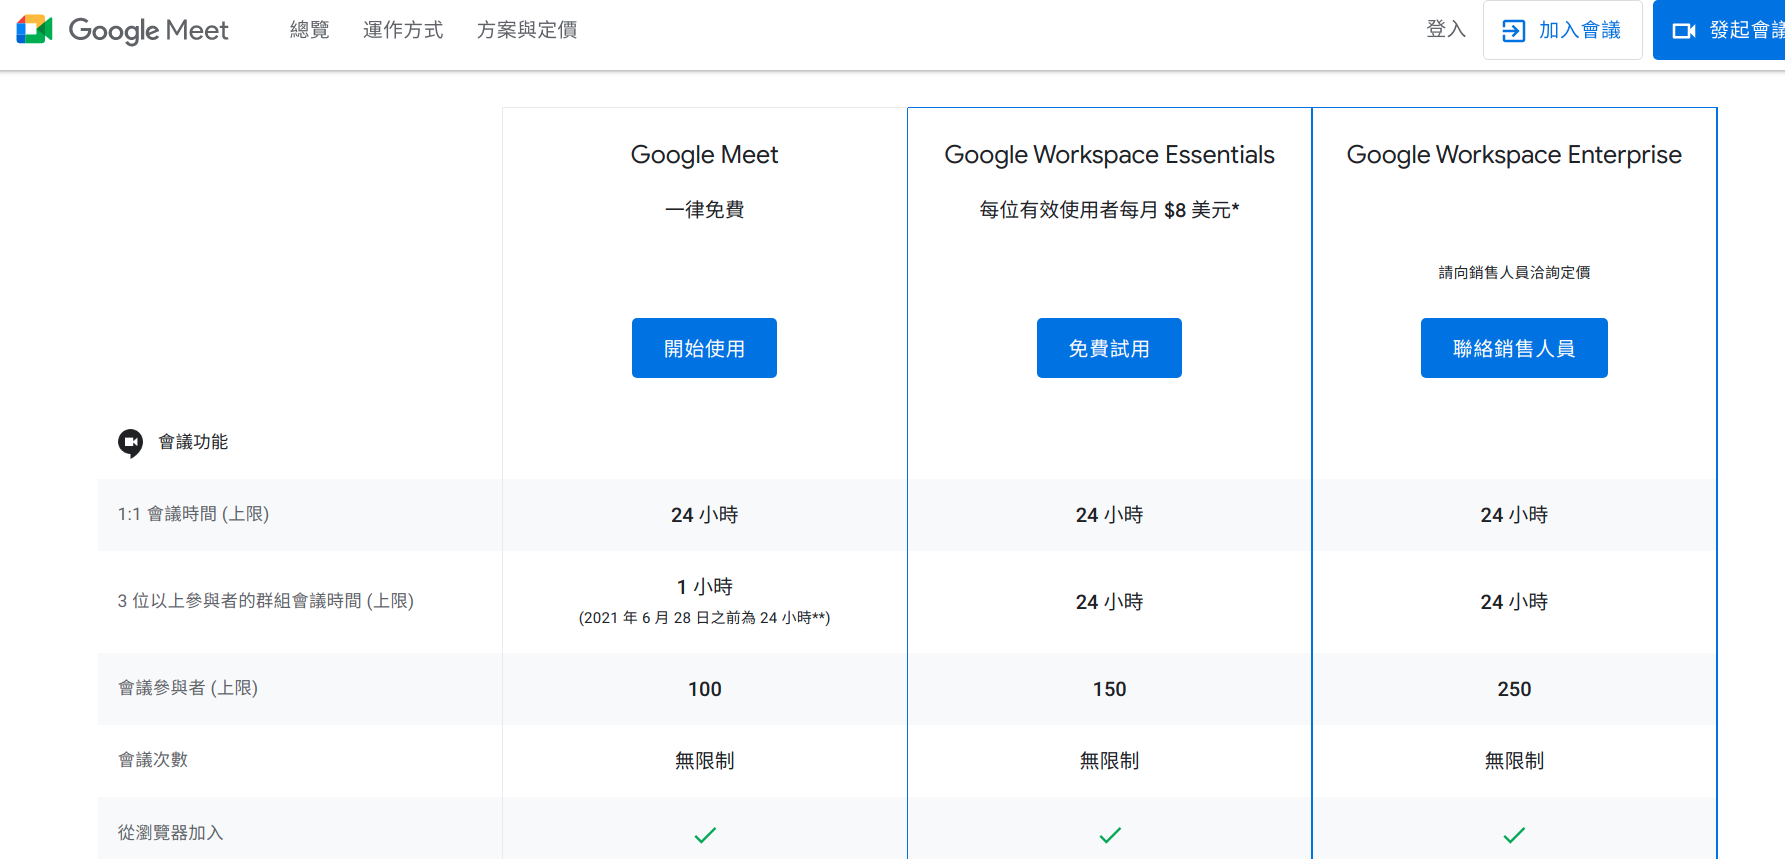 Google Meet 總覽 運作方式 方案與定價 登入 加入會議 發起會議
Google Meet Google Workspace Essentials Google Workspace Enterprise
一律免費 每位有效使用者每月 $8 美元*
請向銷售人員洽詢定價
開始使用 免費試用 聯絡銷售人員
會議功能
1:1 會議時間 (上限) 24 小時 24 小時 24 小時
3 位以上參與者的群組會議時間 (上限) 1 小時 24 小時 24 小時
(2021 年 6 月 28 日之前為 24 小時**)
會議參與者 (上限) 100 150 250
會議次數 無限制 無限制 無限制
從瀏覽器加入